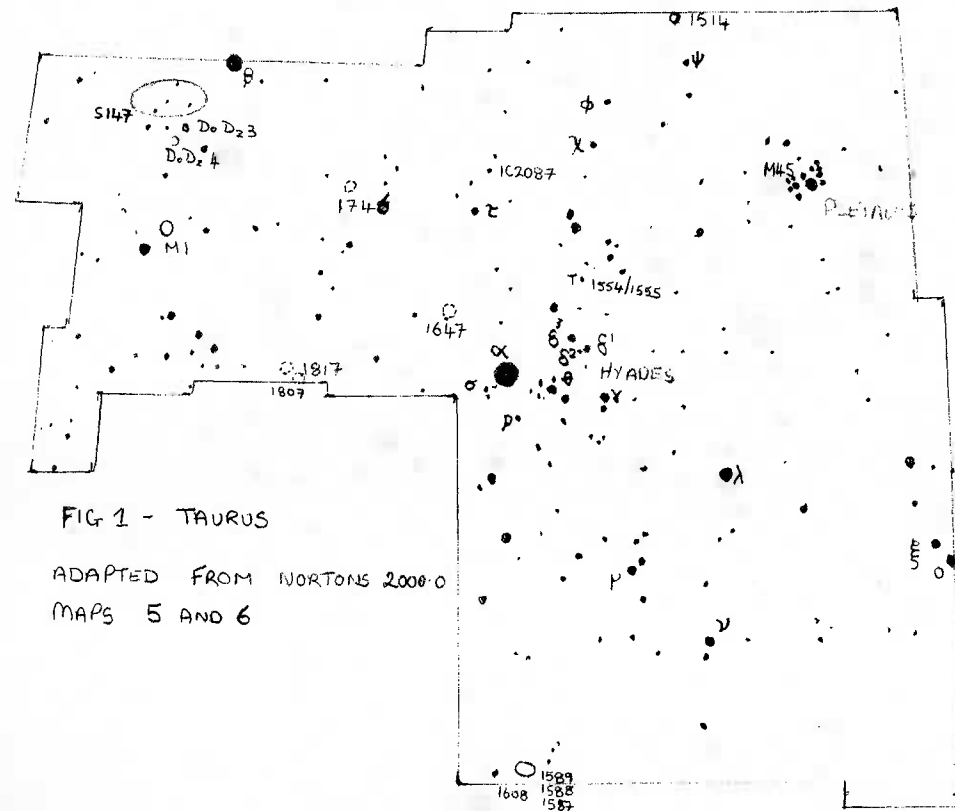 1514
β
ψ
φ
S147
DoDz3
χ
DoDz4
IC2087
M45
174
τ
PLEIADES
M1
T 1554/1555
1647
δ³
δ¹
α
δ²
1817
θ
HYADES
1807
σ
γ
ρ
λ
FIG 1 - TAURUS
ξ
ο
ADAPTED FROM NORTONS 2000.0
μ
MAPS 5 AND 6
ν
1589
1608
1588
1587